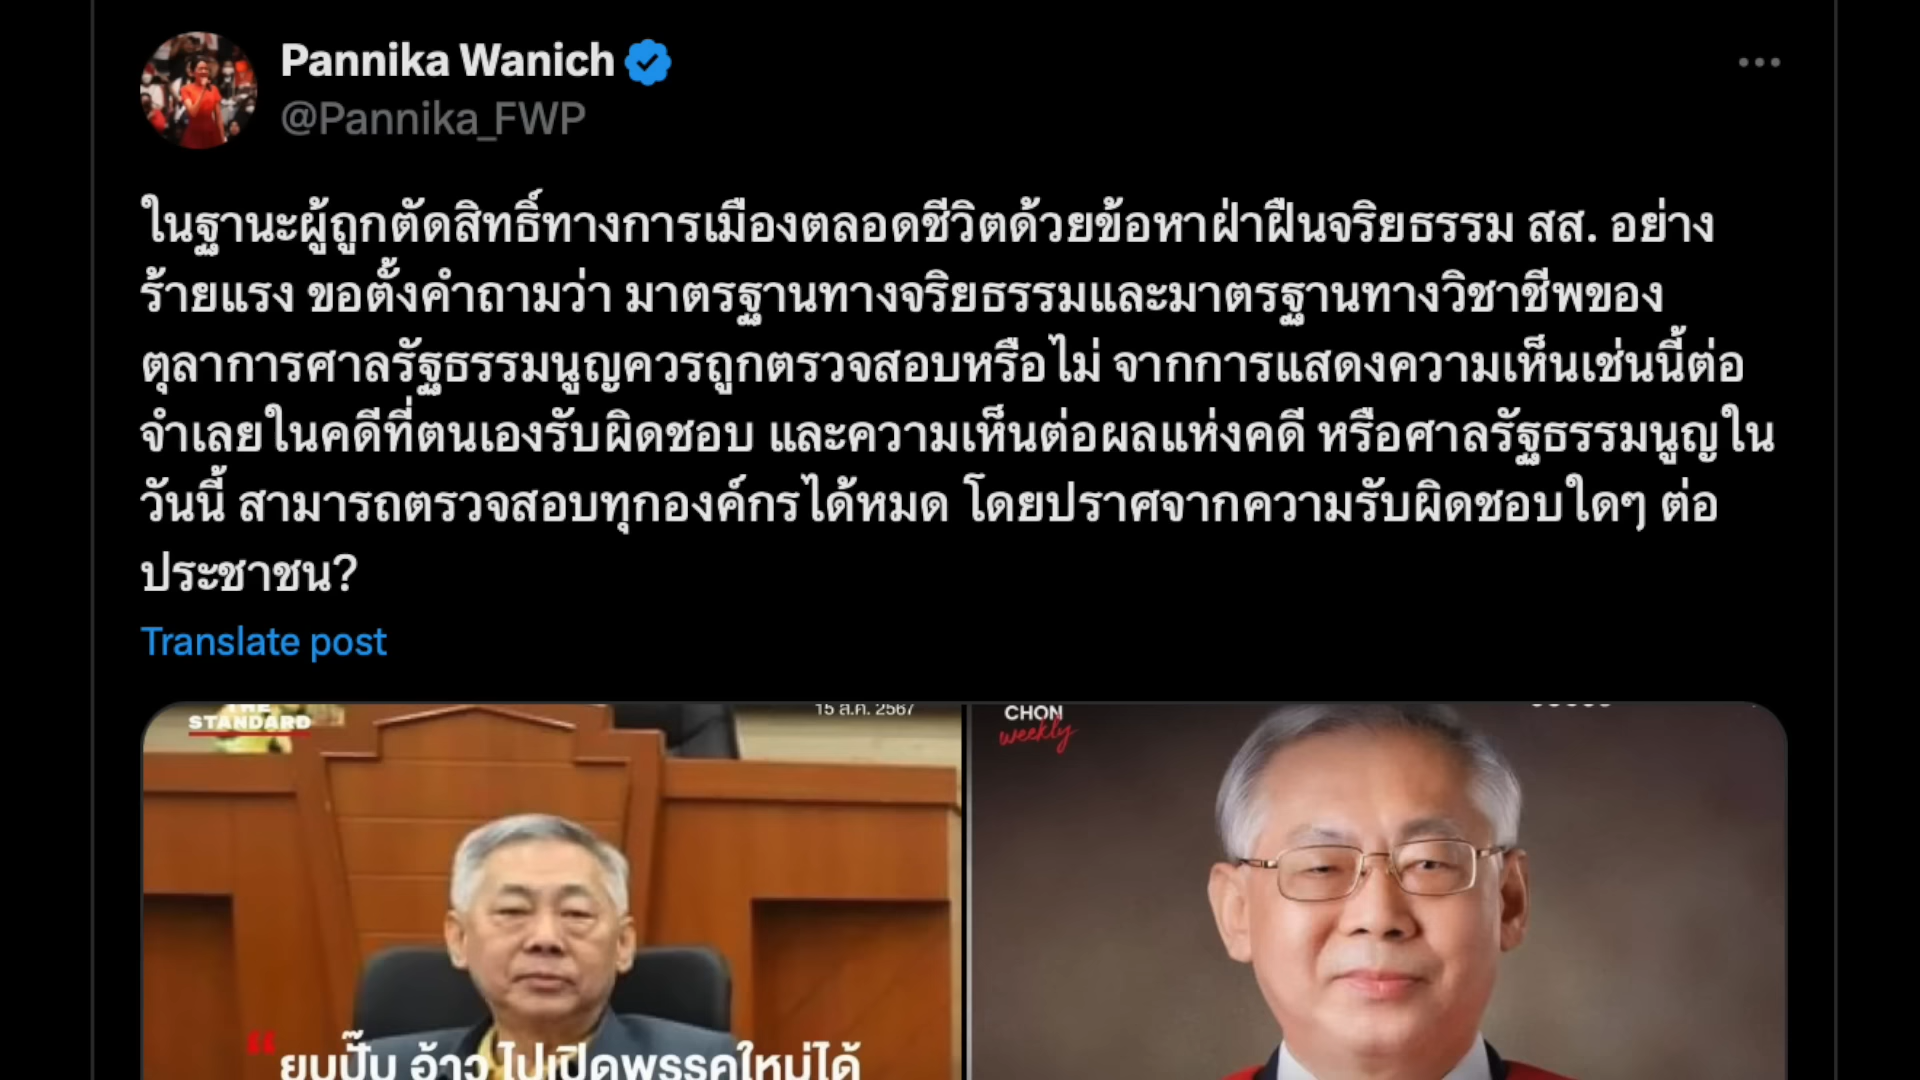 Pannika Wanich
@Pannika_FWP
ในฐานะผู้ถูกตัดสิทธิ์ทางการเมืองตลอดชีวิตด้วยข้อหาฝ่าฝืนจริยธรรม สส. อย่าง
ร้ายแรง ขอตั้งคำถามว่า มาตรฐานทางจริยธรรมและมาตรฐานทางวิชาชีพของ
ตุลาการศาลรัฐธรรมนูญควรถูกตรวจสอบหรือไม่ จากการแสดงความเห็นเช่นนี้ต่อ
จำเลยในคดีที่ตนเองรับผิดชอบ และความเห็นต่อผลแห่งคดี หรือศาลรัฐธรรมนูญใน
วันนี้ สามารถตรวจสอบทุกองค์กรได้หมด โดยปราศจากความรับผิดชอบใดๆ ต่อ
ประชาชน?
Translate post
THE
STANDARD
15 ส.ค. 2567
CHON
weekly
“ยุบปั๊บ อ้าว ไปเปิดพรรคใหม่ได้